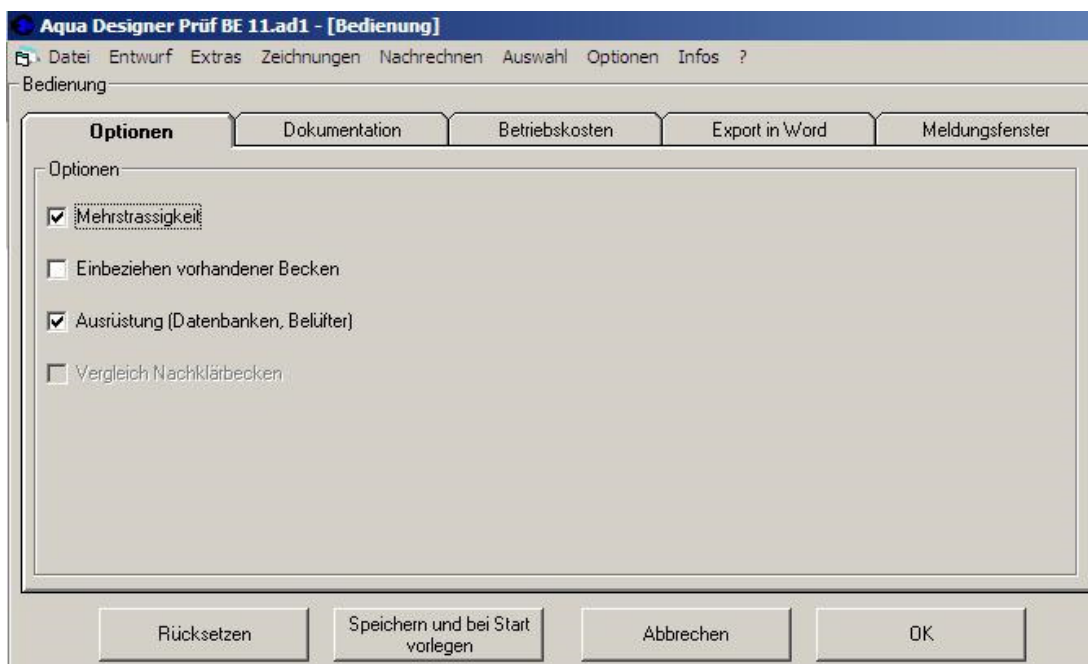 Aqua Designer Prüf BE 11.ad1 - [Bedienung]
Datei Entwurf Extras Zeichnungen Nachrechnen Auswahl Optionen Infos ?
Bedienung
Optionen Dokumentation Betriebskosten Export in Word Meldungsfenster
Optionen
Mehrstrassigkeit
Einbeziehen vorhandener Becken
Ausrüstung (Datenbanken, Belüfter)
Vergleich Nachklärbecken
Rücksetzen
Speichern und bei Start
vorlegen
Abbrechen
OK